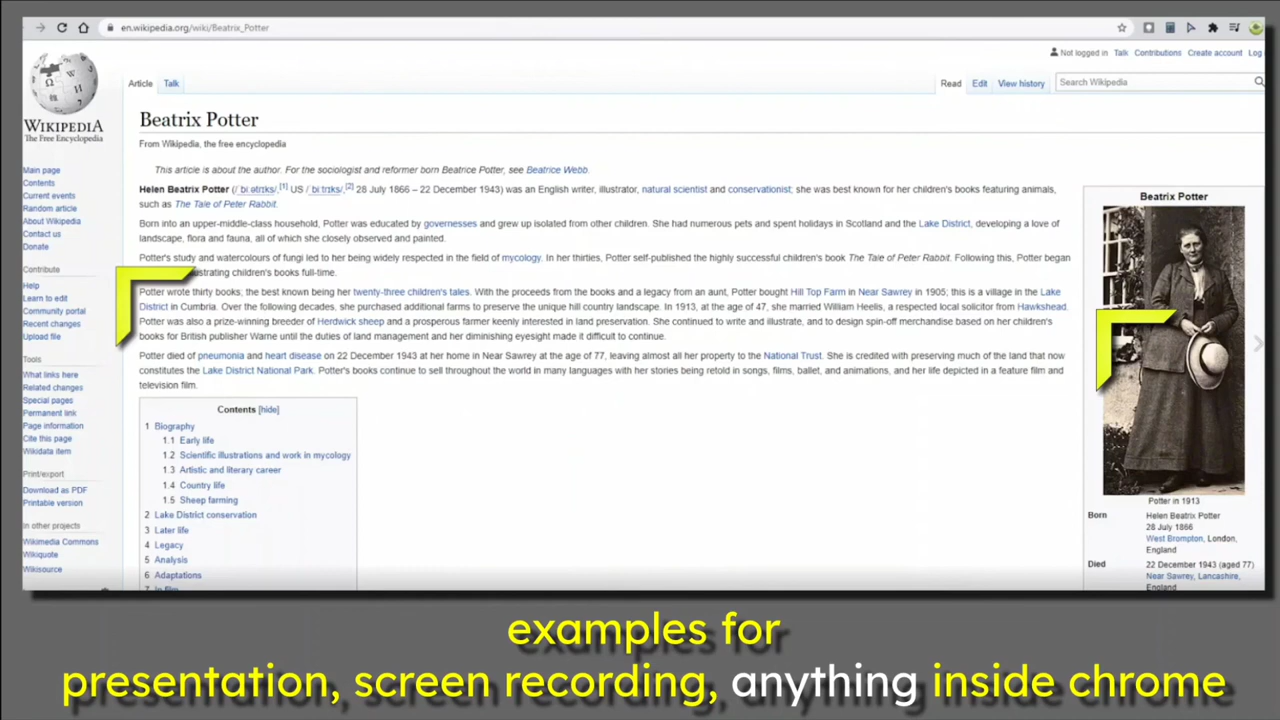 en.wikipedia.org/wiki/Beatrix_Potter
Not logged in Talk Contributions Create account Log
Article Talk
Read Edit View history
Search Wikipedia
WIKIPEDIA
The Free Encyclopedia
Main page
Contents
Current events
Random article
About Wikipedia
Contact us
Donate
Contribute
Help
Learn to edit
Community portal
Recent changes
Upload file
Tools
What links here
Related changes
Special pages
Permanent link
Page information
Cite this page
Wikidata item
Print/export
Download as PDF
Printable version
In other projects
Wikimedia Commons
Wikiquote
Wikisource
Beatrix Potter
From Wikipedia, the free encyclopedia
This article is about the author. For the sociologist and reformer born Beatrice Potter, see Beatrice Webb.
Helen Beatrix Potter (/ˈbiːətrɪks/,[1] US /ˈbiːtrɪks/,[2] 28 July 1866 – 22 December 1943) was an English writer, illustrator, natural scientist and conservationist; she was best known for her children's books featuring animals,
such as The Tale of Peter Rabbit.
Born into an upper-middle-class household, Potter was educated by governesses and grew up isolated from other children. She had numerous pets and spent holidays in Scotland and the Lake District, developing a love of
landscape, flora and fauna, all of which she closely observed and painted.
Potter's study and watercolours of fungi led to her being widely respected in the field of mycology. In her thirties, Potter self-published the highly successful children's book The Tale of Peter Rabbit. Following this, Potter began
ustrating children's books full-time.
Potter wrote thirty books; the best known being her twenty-three children's tales. With the proceeds from the books and a legacy from an aunt, Potter bought Hill Top Farm in Near Sawrey in 1905; this is a village in the Lake
District in Cumbria. Over the following decades, she purchased additional farms to preserve the unique hill country landscape. In 1913, at the age of 47, she married William Heelis, a respected local solicitor from Hawkshead.
Potter was also a prize-winning breeder of Herdwick sheep and a prosperous farmer keenly interested in land preservation. She continued to write and illustrate, and to design spin-off merchandise based on her children's
books for British publisher Warne until the duties of land management and her diminishing eyesight made it difficult to continue.
Potter died of pneumonia and heart disease on 22 December 1943 at her home in Near Sawrey at the age of 77, leaving almost all her property to the National Trust. She is credited with preserving much of the land that now
constitutes the Lake District National Park. Potter's books continue to sell throughout the world in many languages with her stories being retold in songs, films, ballet, and animations, and her life depicted in a feature film and
television film.
Contents [hide]
1 Biography
1.1 Early life
1.2 Scientific illustrations and work in mycology
1.3 Artistic and literary career
1.4 Country life
1.5 Sheep farming
2 Lake District conservation
3 Later life
4 Legacy
5 Analysis
6 Adaptations
7 In film
Beatrix Potter
Potter in 1913
Born Helen Beatrix Potter
28 July 1866
West Brompton, London,
England
Died 22 December 1943 (aged 77)
Near Sawrey, Lancashire,
England
examples for
presentation, screen recording, anything inside chrome